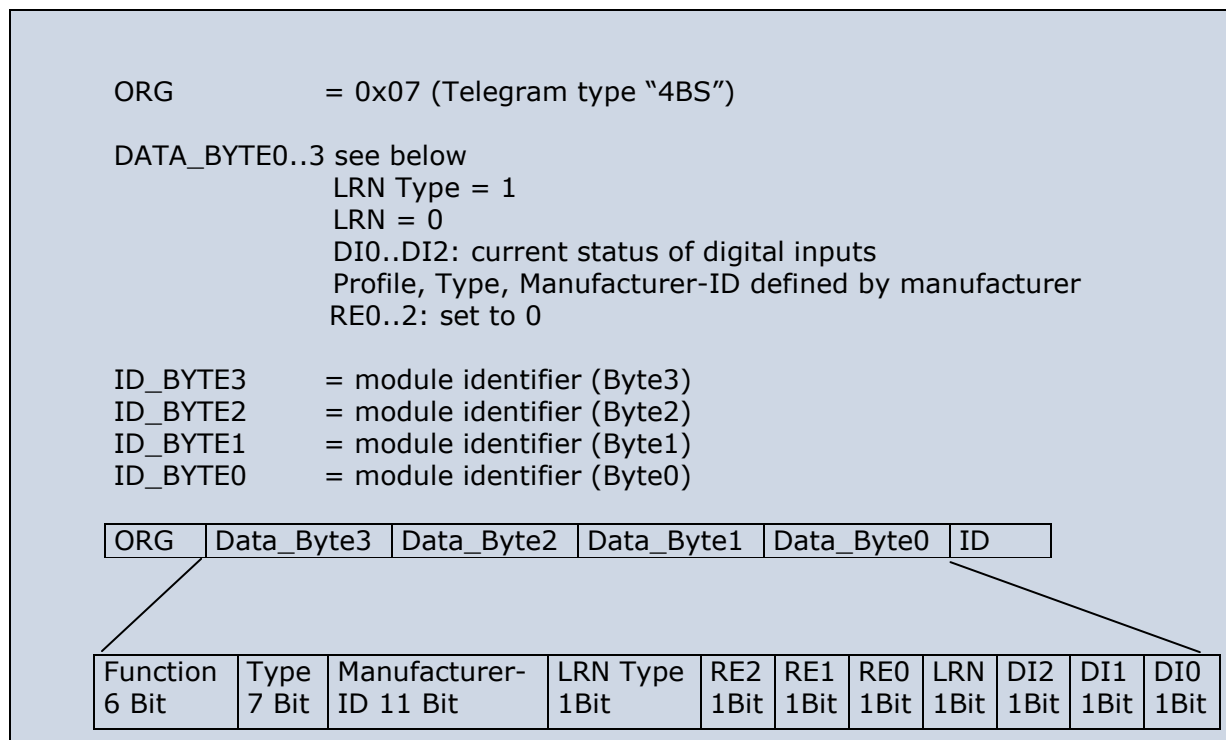 ORG = 0x07 (Telegram type “4BS”)
DATA_BYTE0..3 see below
LRN Type = 1
LRN = 0
DI0..DI2: current status of digital inputs
Profile, Type, Manufacturer-ID defined by manufacturer
RE0..2: set to 0
ID_BYTE3 = module identifier (Byte3)
ID_BYTE2 = module identifier (Byte2)
ID_BYTE1 = module identifier (Byte1)
ID_BYTE0 = module identifier (Byte0)
ORG Data_Byte3 Data_Byte2 Data_Byte1 Data_Byte0 ID
Function Type Manufacturer- LRN Type RE2 RE1 RE0 LRN DI2 DI1 DI0
6 Bit 7 Bit ID 11 Bit 1Bit 1Bit 1Bit 1Bit 1Bit 1Bit 1Bit 1Bit